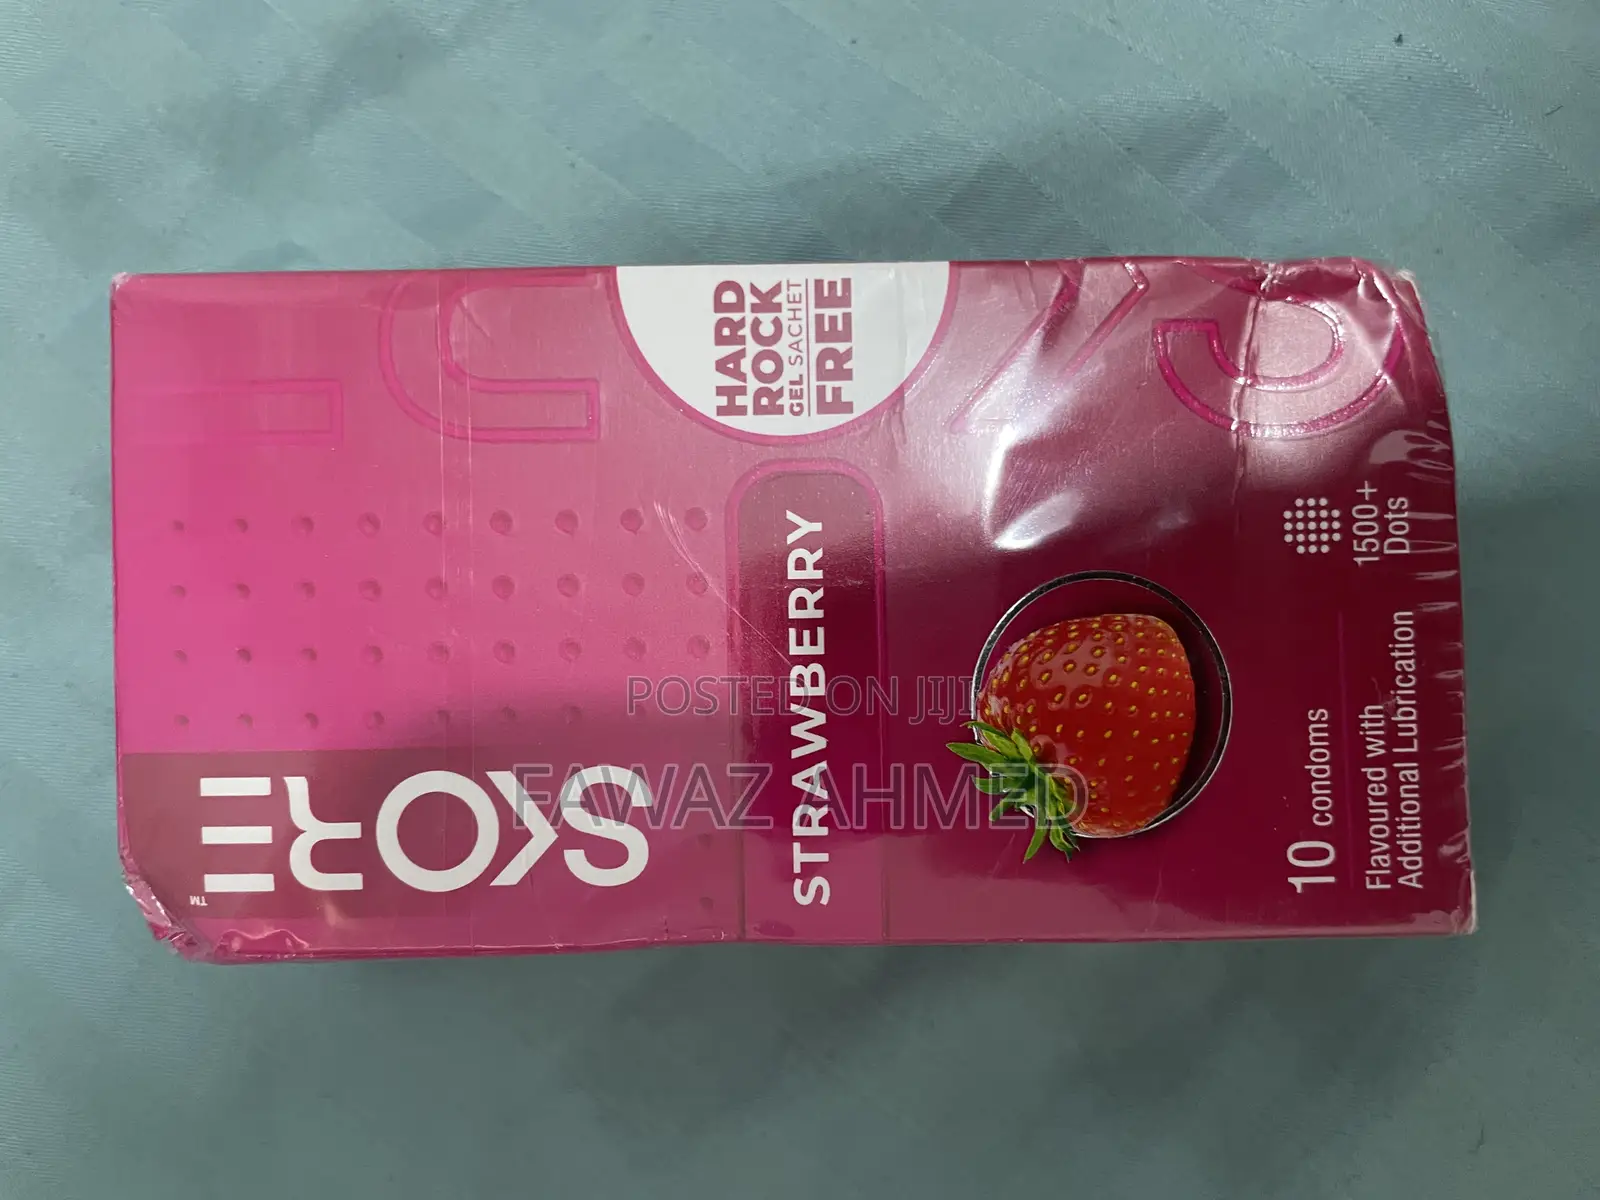 SKORE
™
HARD
ROCK
GEL SACHET
FREE
STRAWBERRY
10 condoms
Flavoured with
Additional Lubrication
1500+
Dots
POSTED ON JIJI
FAWAZ AHMED